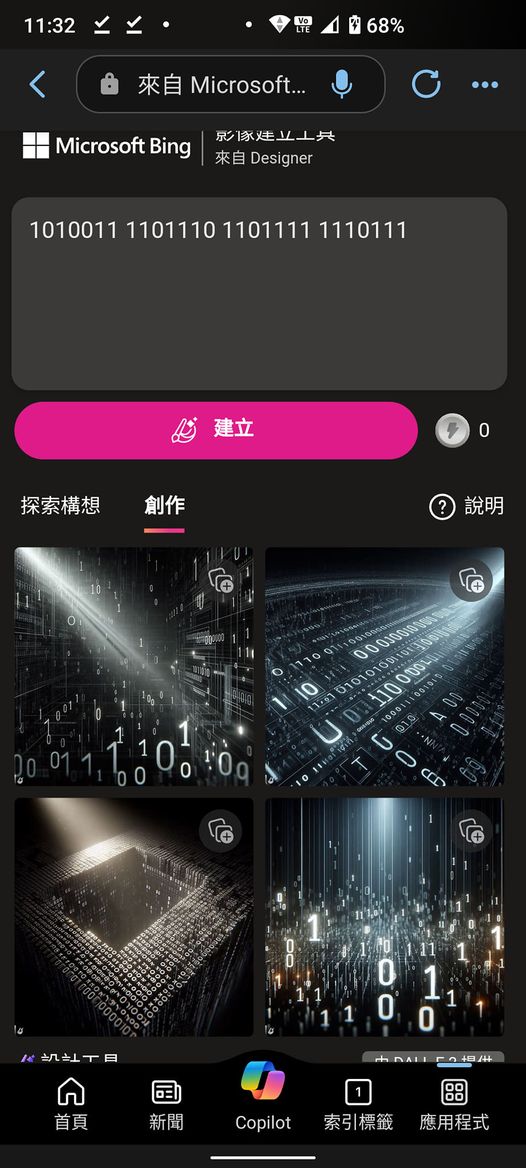 11:32
Vo
LTE
68%
來自 Microsoft...
Microsoft Bing
影像建立工具
來自 Designer
1010011 1101110 1101111 1110111
建立
0
探索構想
創作
說明
設計工具
由 DALL·E 3 提供
首頁
新聞
Copilot
1
索引標籤
應用程式